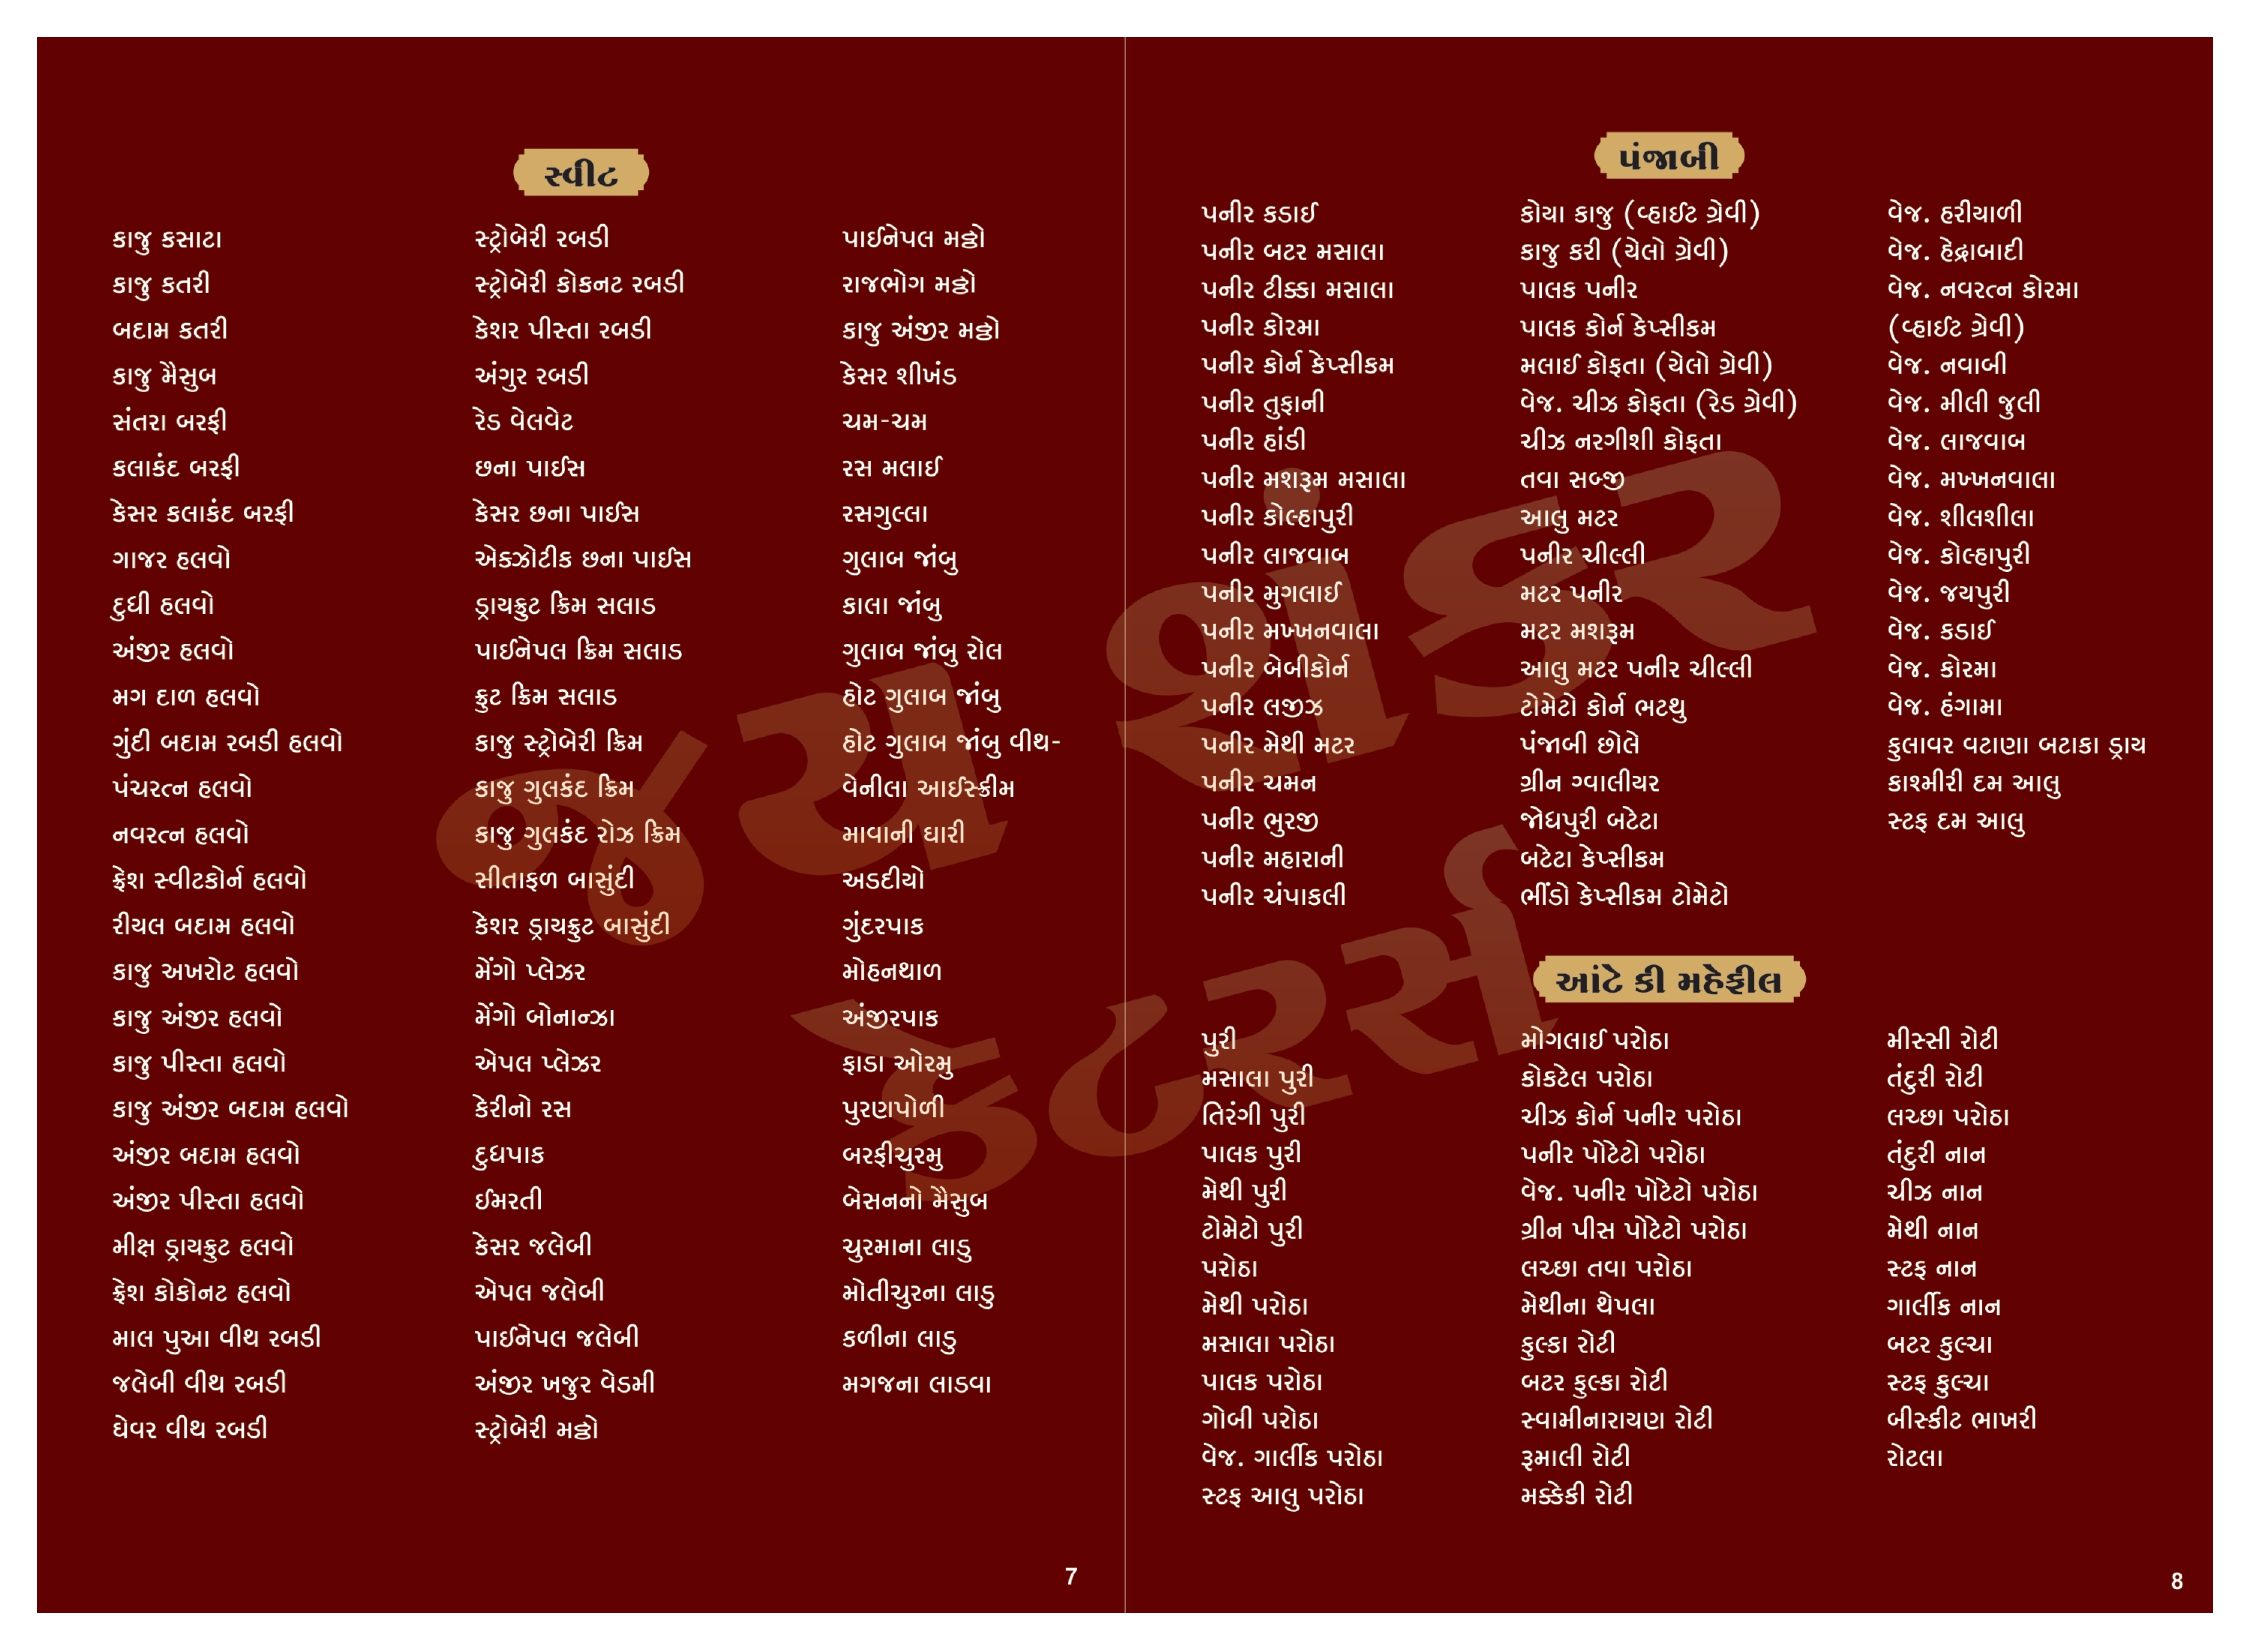 સ્વીટ
કાજુ કસાટા
કાજુ કતરી
બદામ કતરી
કાજુ મૈસુબ
સંતરા બરફી
કલાકંદ બરફી
કેસર કલાકંદ બરફી
ગાજર હલવો
દુધી હલવો
અંજીર હલવો
મગ દાળ હલવો
ગુંદી બદામ રબડી હલવો
પંચરત્ન હલવો
નવરત્ન હલવો
ફ્રેશ સ્વીટકોર્ન હલવો
રીયલ બદામ હલવો
કાજુ અખરોટ હલવો
કાજુ અંજીર હલવો
કાજુ પીસ્તા હલવો
કાજુ અંજીર બદામ હલવો
અંજીર બદામ હલવો
અંજીર પીસ્તા હલવો
મીક્ષ ડ્રાયફ્રુટ હલવો
ફ્રેશ કોકોનટ હલવો
માલ પુઆ વીથ રબડી
જલેબી વીથ રબડી
ઘેવર વીથ રબડી
સ્ટ્રોબેરી રબડી
સ્ટ્રોબેરી કોકનટ રબડી
કેશર પીસ્તા રબડી
અંગુર રબડી
રેડ વેલવેટ
છના પાઈસ
કેસર છના પાઈસ
એક્ઝોટીક છના પાઈસ
ડ્રાયફ્રુટ ક્રિમ સલાડ
પાઈનેપલ ક્રિમ સલાડ
ફ્રુટ ક્રિમ સલાડ
કાજુ સ્ટ્રોબેરી ક્રિમ
કાજુ ગુલકંદ ક્રિમ
કાજુ ગુલકંદ રોઝ ક્રિમ
સીતાફળ બાસુંદી
કેશર ડ્રાયફ્રુટ બાસુંદી
મેંગો પ્લેઝર
મેંગો બોનાન્ઝા
એપલ પ્લેઝર
કેરીનો રસ
દુધપાક
ઈમરતી
કેસર જલેબી
એપલ જલેબી
પાઈનેપલ જલેબી
અંજીર ખજુર વેડમી
સ્ટ્રોબેરી મઠ્ઠો
પાઈનેપલ મઠ્ઠો
રાજભોગ મઠ્ઠો
કાજુ અંજીર મઠ્ઠો
કેસર શીખંડ
ચમ-ચમ
રસ મલાઈ
રસગુલ્લા
ગુલાબ જાંબુ
કાલા જાંબુ
ગુલાબ જાંબુ રોલ
હોટ ગુલાબ જાંબુ
હોટ ગુલાબ જાંબુ વીથ-
વેનીલા આઈસ્ક્રીમ
માવાની ઘારી
અડદીયો
ગુંદરપાક
મોહનથાળ
અંજીરપાક
ફાડા ઓરમુ
પુરણપોળી
બરફીચુરમુ
બેસનનો મૈસુબ
ચુરમાના લાડુ
મોતીચુરના લાડુ
કળીના લાડુ
મગજના લાડવા
7
પંજાબી
પનીર કડાઈ
પનીર બટર મસાલા
પનીર ટીક્કા મસાલા
પનીર કોરમા
પનીર કોર્ન કેપ્સીકમ
પનીર તુફાની
પનીર હાંડી
પનીર મશરૂમ મસાલા
પનીર કોલ્હાપુરી
પનીર લાજવાબ
પનીર મુગલાઈ
પનીર મખ્ખનવાલા
પનીર બેબીકોર્ન
પનીર લજીઝ
પનીર મેથી મટર
પનીર ચમન
પનીર ભુરજી
પનીર મહારાની
પનીર ચંપાકલી
કોયા કાજુ (વ્હાઈટ ગ્રેવી)
કાજુ કરી (યેલો ગ્રેવી)
પાલક પનીર
પાલક કોર્ન કેપ્સીકમ
મલાઈ કોફતા (યેલો ગ્રેવી)
વેજ. ચીઝ કોફતા (રેડ ગ્રેવી)
ચીઝ નરગીશી કોફતા
તવા સબ્જી
આલુ મટર
પનીર ચીલ્લી
મટર પનીર
મટર મશરૂમ
આલુ મટર પનીર ચીલ્લી
ટોમેટો કોર્ન ભટથુ
પંજાબી છોલે
ગ્રીન ગ્વાલીયર
જોધપુરી બટેટા
બટેટા કેપ્સીકમ
ભીંડો કેપ્સીકમ ટોમેટો
વેજ. હરીયાળી
વેજ. હેદ્રાબાદી
વેજ. નવરત્ન કોરમા
(વ્હાઈટ ગ્રેવી)
વેજ. નવાબી
વેજ. મીલી જુલી
વેજ. લાજવાબ
વેજ. મખ્ખનવાલા
વેજ. શીલશીલા
વેજ. કોલ્હાપુરી
વેજ. જયપુરી
વેજ. કડાઈ
વેજ. કોરમા
વેજ. હંગામા
ફુલાવર વટાણા બટાકા ડ્રાય
કાશ્મીરી દમ આલુ
સ્ટફ દમ આલુ
આંટે કી મહેફીલ
પુરી
મસાલા પુરી
તિરંગી પુરી
પાલક પુરી
મેથી પુરી
ટોમેટો પુરી
પરોઠા
મેથી પરોઠા
મસાલા પરોઠા
પાલક પરોઠા
ગોબી પરોઠા
વેજ. ગાર્લીક પરોઠા
સ્ટફ આલુ પરોઠા
મોગલાઈ પરોઠા
કોકટેલ પરોઠા
ચીઝ કોર્ન પનીર પરોઠા
પનીર પોટેટો પરોઠા
વેજ. પનીર પોટેટો પરોઠા
ગ્રીન પીસ પોટેટો પરોઠા
લચ્છા તવા પરોઠા
મેથીના થેપલા
ફુલ્કા રોટી
બટર ફુલ્કા રોટી
સ્વામીનારાયણ રોટી
રૂમાલી રોટી
મક્કેકી રોટી
મીસ્સી રોટી
તંદુરી રોટી
લચ્છા પરોઠા
તંદુરી નાન
ચીઝ નાન
મેથી નાન
સ્ટફ નાન
ગાર્લીક નાન
બટર કુલ્ચા
સ્ટફ કુલ્ચા
બીસ્કીટ ભાખરી
રોટલા
8
જય શંકર
કેટરર્સ